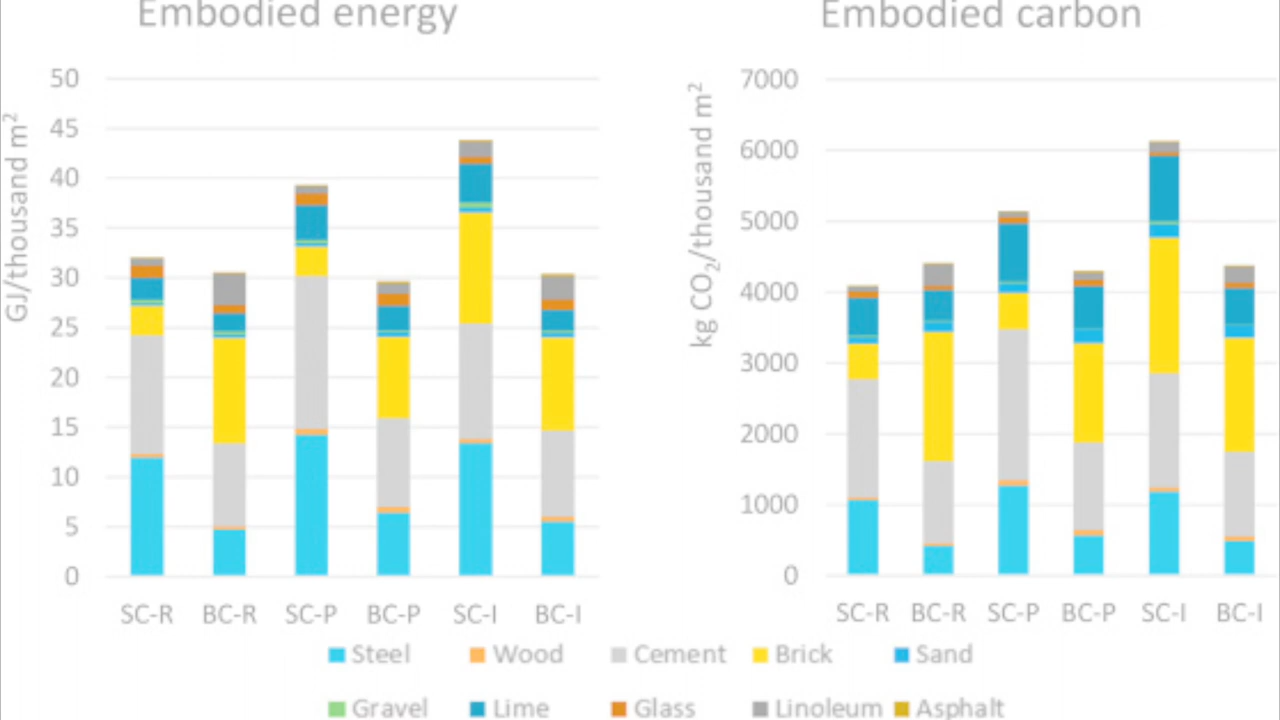 Embodied energy
Embodied carbon
GJ/thousand m²
50
45
40
35
30
25
20
15
10
5
0
SC-R BC-R SC-P BC-P SC-I BC-I
kg CO₂/thousand m²
7000
6000
5000
4000
3000
2000
1000
0
SC-R BC-R SC-P BC-P SC-I BC-I
Steel Wood Cement Brick Sand
Gravel Lime Glass Linoleum Asphalt